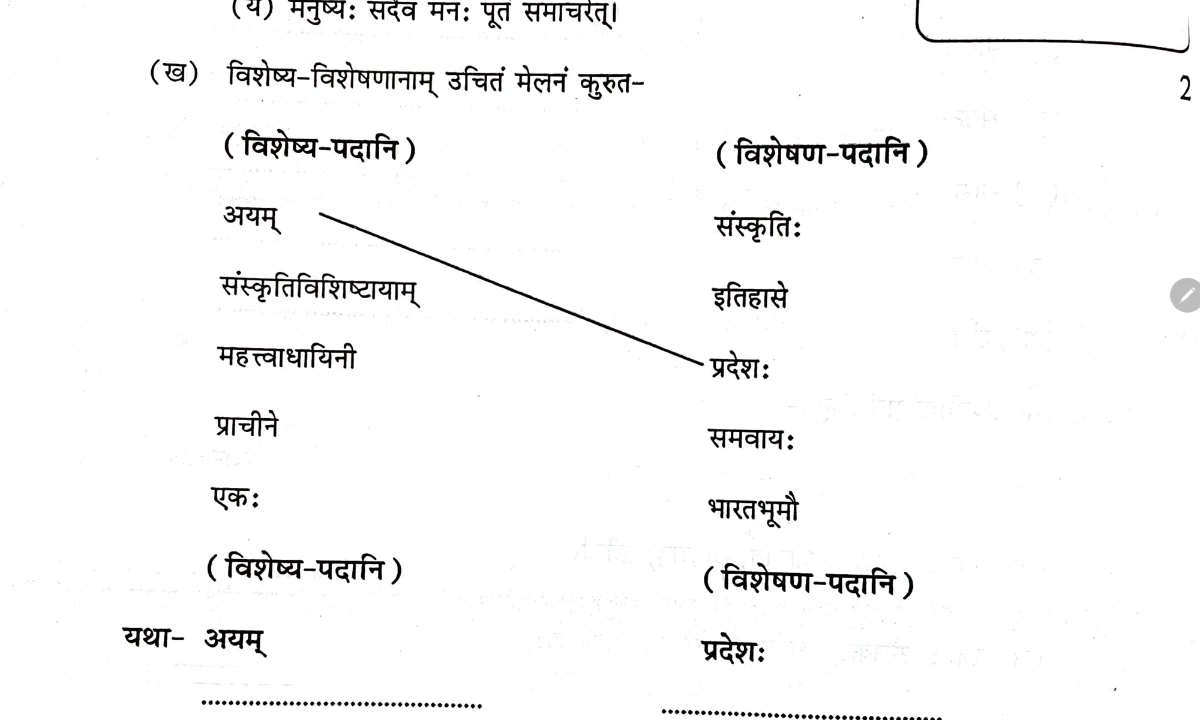 (य) मनुष्यः सदैव मनः पूतं समाचरेत्।
(ख) विशेष्य-विशेषणानाम् उचितं मेलनं कुरुत- 2
(विशेष्य-पदानि) (विशेषण-पदानि)
अयम् संस्कृतिः
संस्कृतिविशिष्टायाम् इतिहासे
महत्त्वाधायिनी प्रदेशः
प्राचीने समवायः
एकः भारतभूमौ
(विशेष्य-पदानि) (विशेषण-पदानि)
यथा- अयम् प्रदेशः